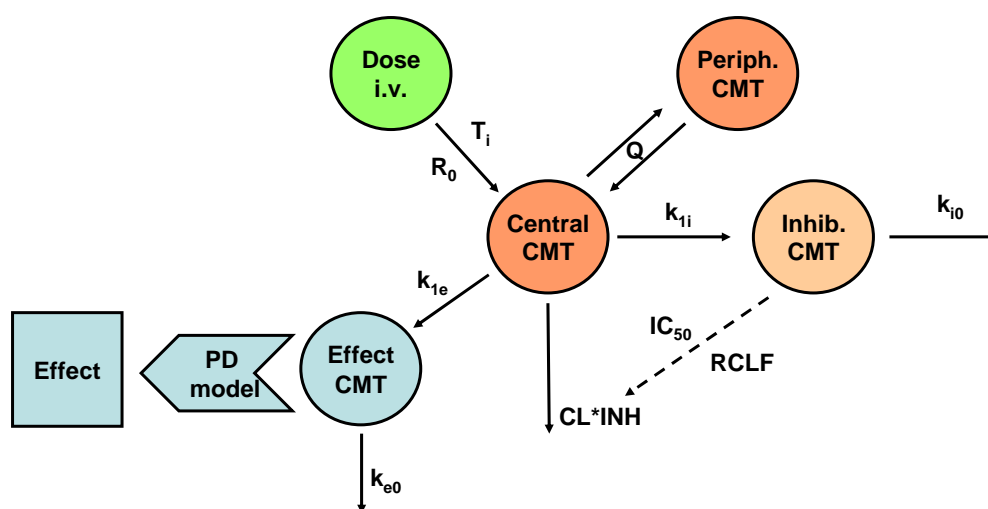 Dose
i.v.
Periph.
CMT
Tᵢ
R₀
Q
Central
CMT
k₁ᵢ
Inhib.
CMT
kᵢ₀
k₁ₑ
IC₅₀
RCLF
Effect
PD
model
Effect
CMT
CL*INH
kₑ₀